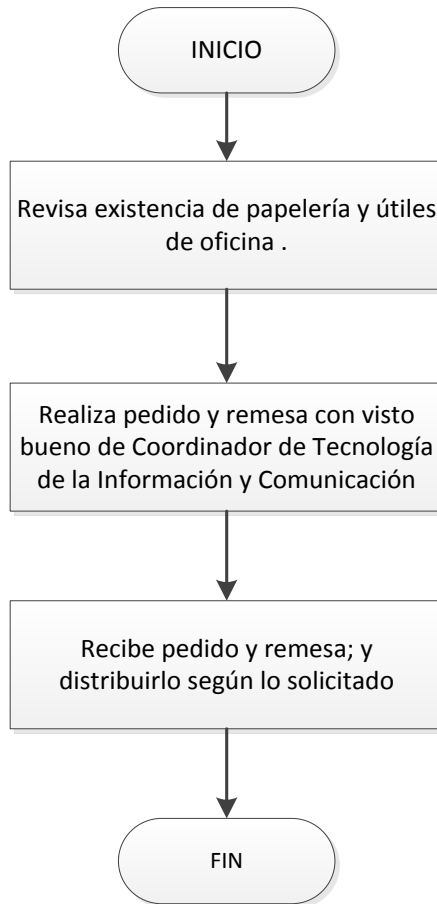 INICIO
Revisa existencia de papelería y útiles
de oficina .
Realiza pedido y remesa con visto
bueno de Coordinador de Tecnología
de la Información y Comunicación
Recibe pedido y remesa; y
distribuirlo según lo solicitado
FIN